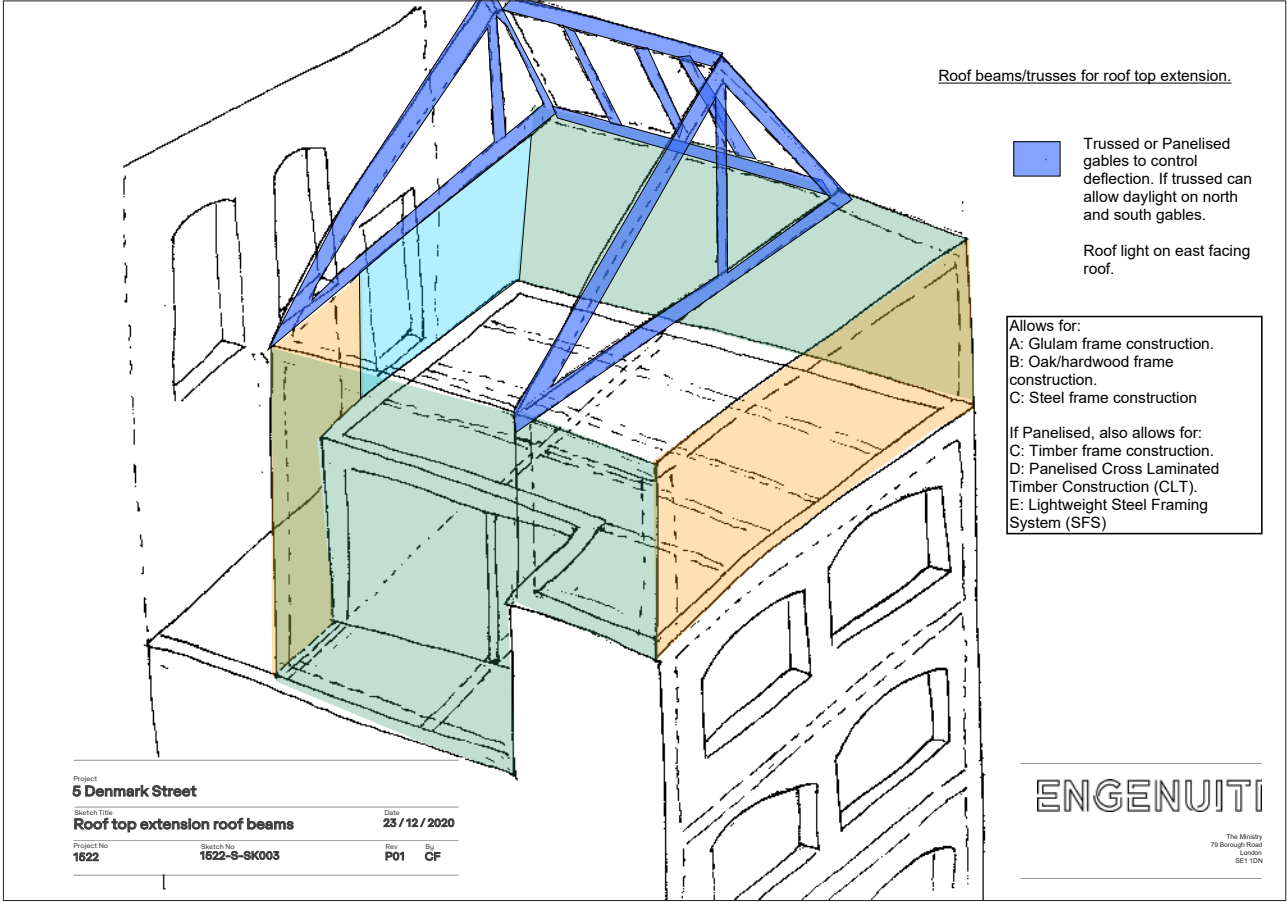 Roof beams/trusses for roof top extension.
Trussed or Panelised
gables to control
deflection. If trussed can
allow daylight on north
and south gables.
Roof light on east facing
roof.
Allows for:
A: Glulam frame construction.
B: Oak/hardwood frame
construction.
C: Steel frame construction
If Panelised, also allows for:
C: Timber frame construction.
D: Panelised Cross Laminated
Timber Construction (CLT).
E: Lightweight Steel Framing
System (SFS)
Project
5 Denmark Street
Sketch Title
Roof top extension roof beams
Date
23 / 12 / 2020
Project No
1522
Sketch No
1522-S-SK003
Rev
P01
By
CF
ENGENUITI
The Ministry
79 Borough Road
London
SE1 1DN